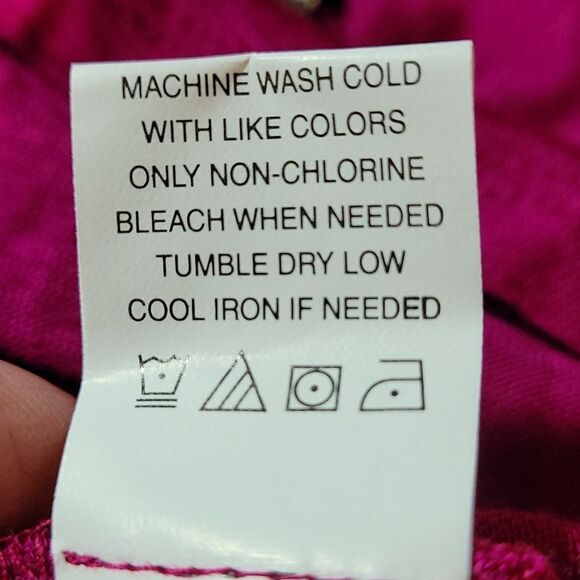 MACHINE WASH COLD
WITH LIKE COLORS
ONLY NON-CHLORINE
BLEACH WHEN NEEDED
TUMBLE DRY LOW
COOL IRON IF NEEDED